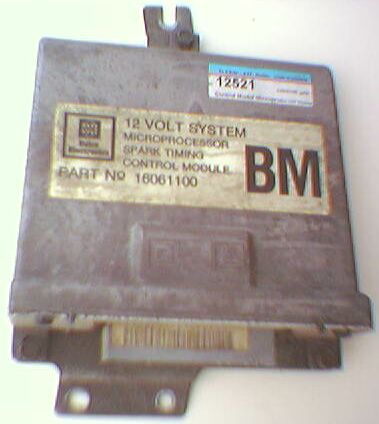 12521
12 VOLT SYSTEM
MICROPROCESSOR
SPARK TIMING
CONTROL MODULE
PART Nº 16061100
BM